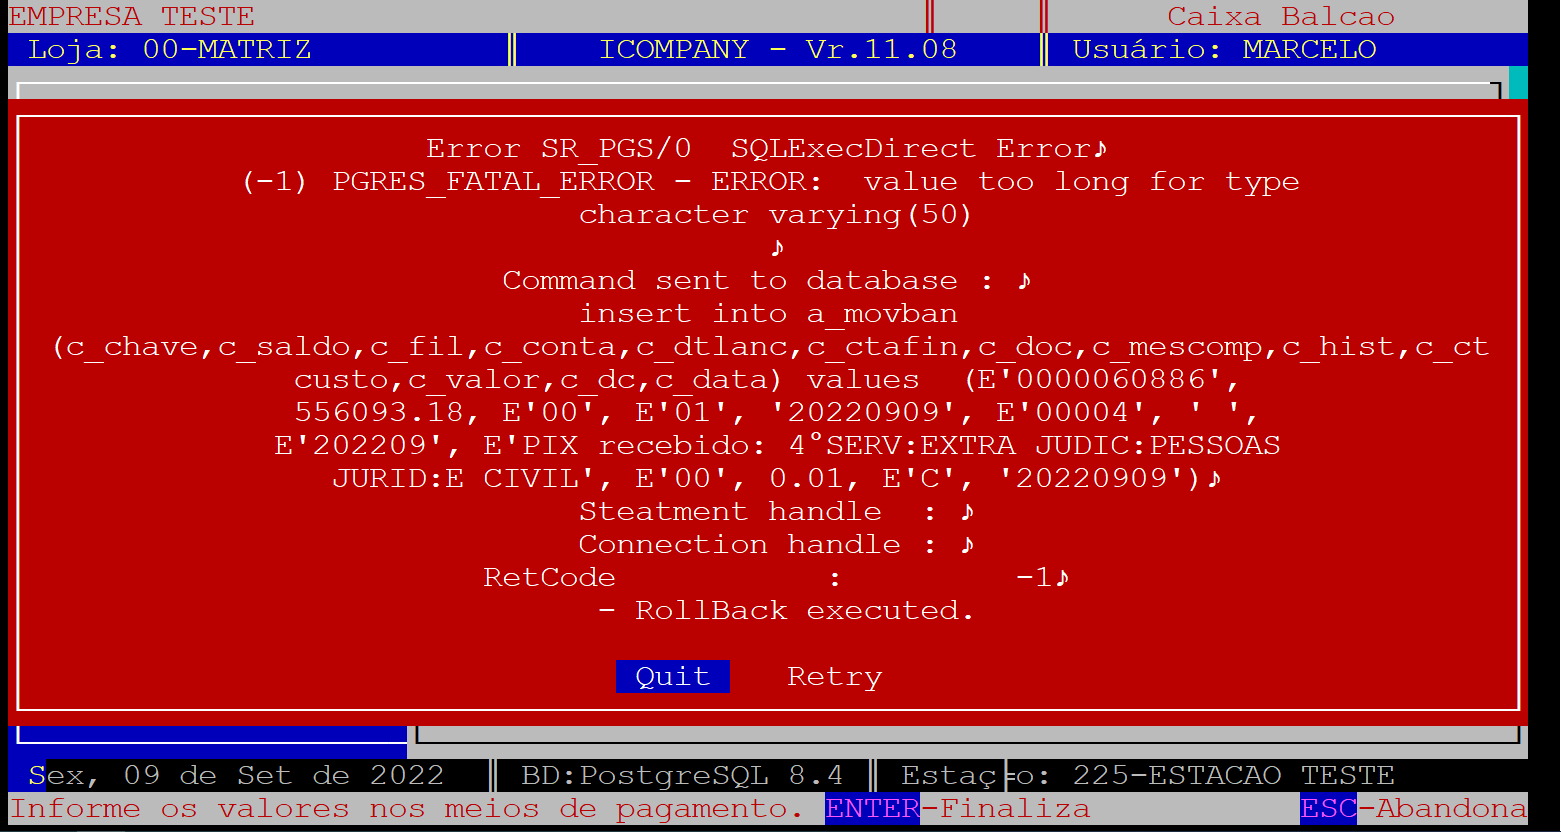 EMPRESA TESTE Caixa Balcao
Loja: 00-MATRIZ ICOMPANY - Vr.11.08 Usuário: MARCELO
Error SR_PGS/0  SQLExecDirect Error♪
(-1) PGRES_FATAL_ERROR - ERROR:  value too long for type
character varying(50)
♪
Command sent to database : ♪
insert into a_movban
(c_chave,c_saldo,c_fil,c_conta,c_dtlanc,c_ctafin,c_doc,c_mescomp,c_hist,c_ct
custo,c_valor,c_dc,c_data) values  (E'0000060886',
556093.18, E'00', E'01', '20220909', E'00004', ' ',
E'202209', E'PIX recebido: 4°SERV:EXTRA JUDIC:PESSOAS
JURID:E CIVIL', E'00', 0.01, E'C', '20220909')♪
Steatment handle  : ♪
Connection handle : ♪
RetCode           :         -1♪
- RollBack executed.
Quit Retry
Sex, 09 de Set de 2022 BD:PostgreSQL 8.4 Estaç╞o: 225-ESTACAO TESTE
Informe os valores nos meios de pagamento. ENTER-Finaliza ESC-Abandona